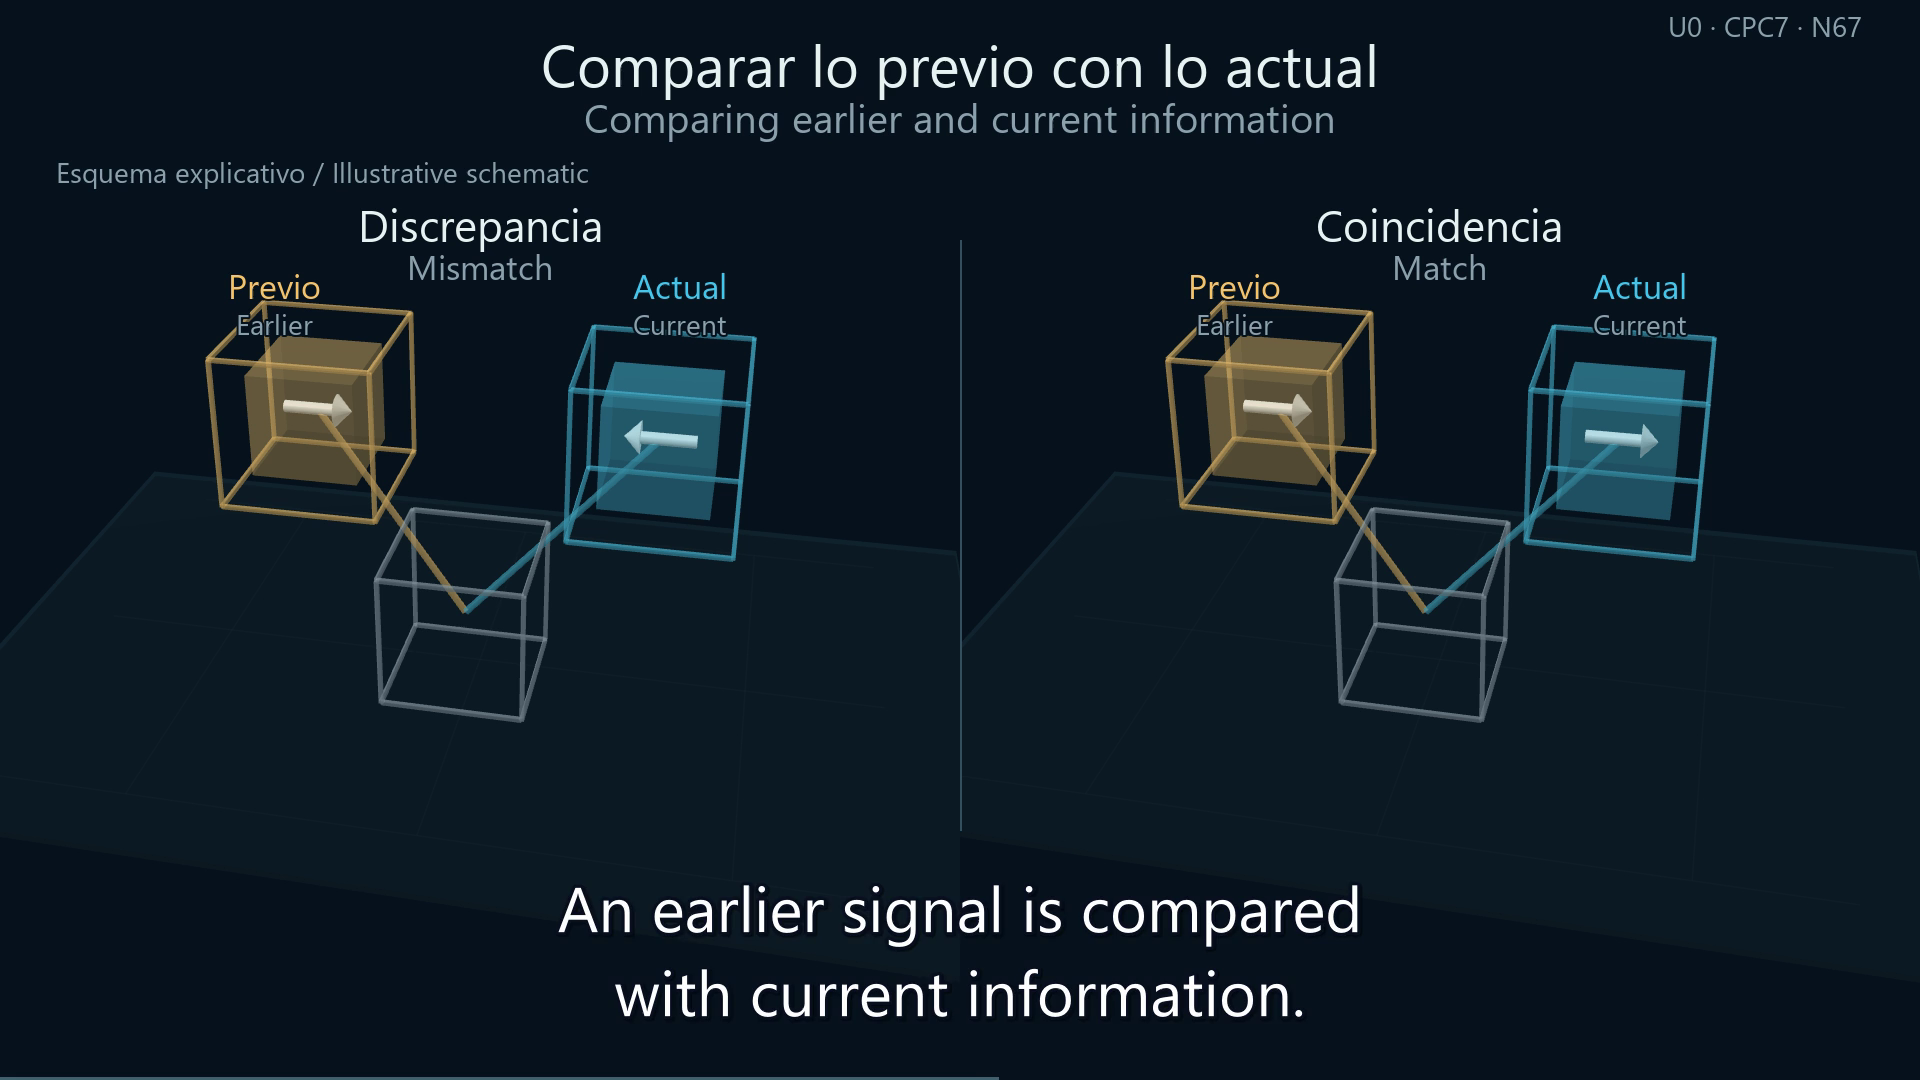 U0 · CPC7 · N67
Comparar lo previo con lo actual
Comparing earlier and current information
Esquema explicativo / Illustrative schematic
Discrepancia
Mismatch
Previo
Earlier
Actual
Current
Coincidencia
Match
Previo
Earlier
Actual
Current
An earlier signal is compared
with current information.